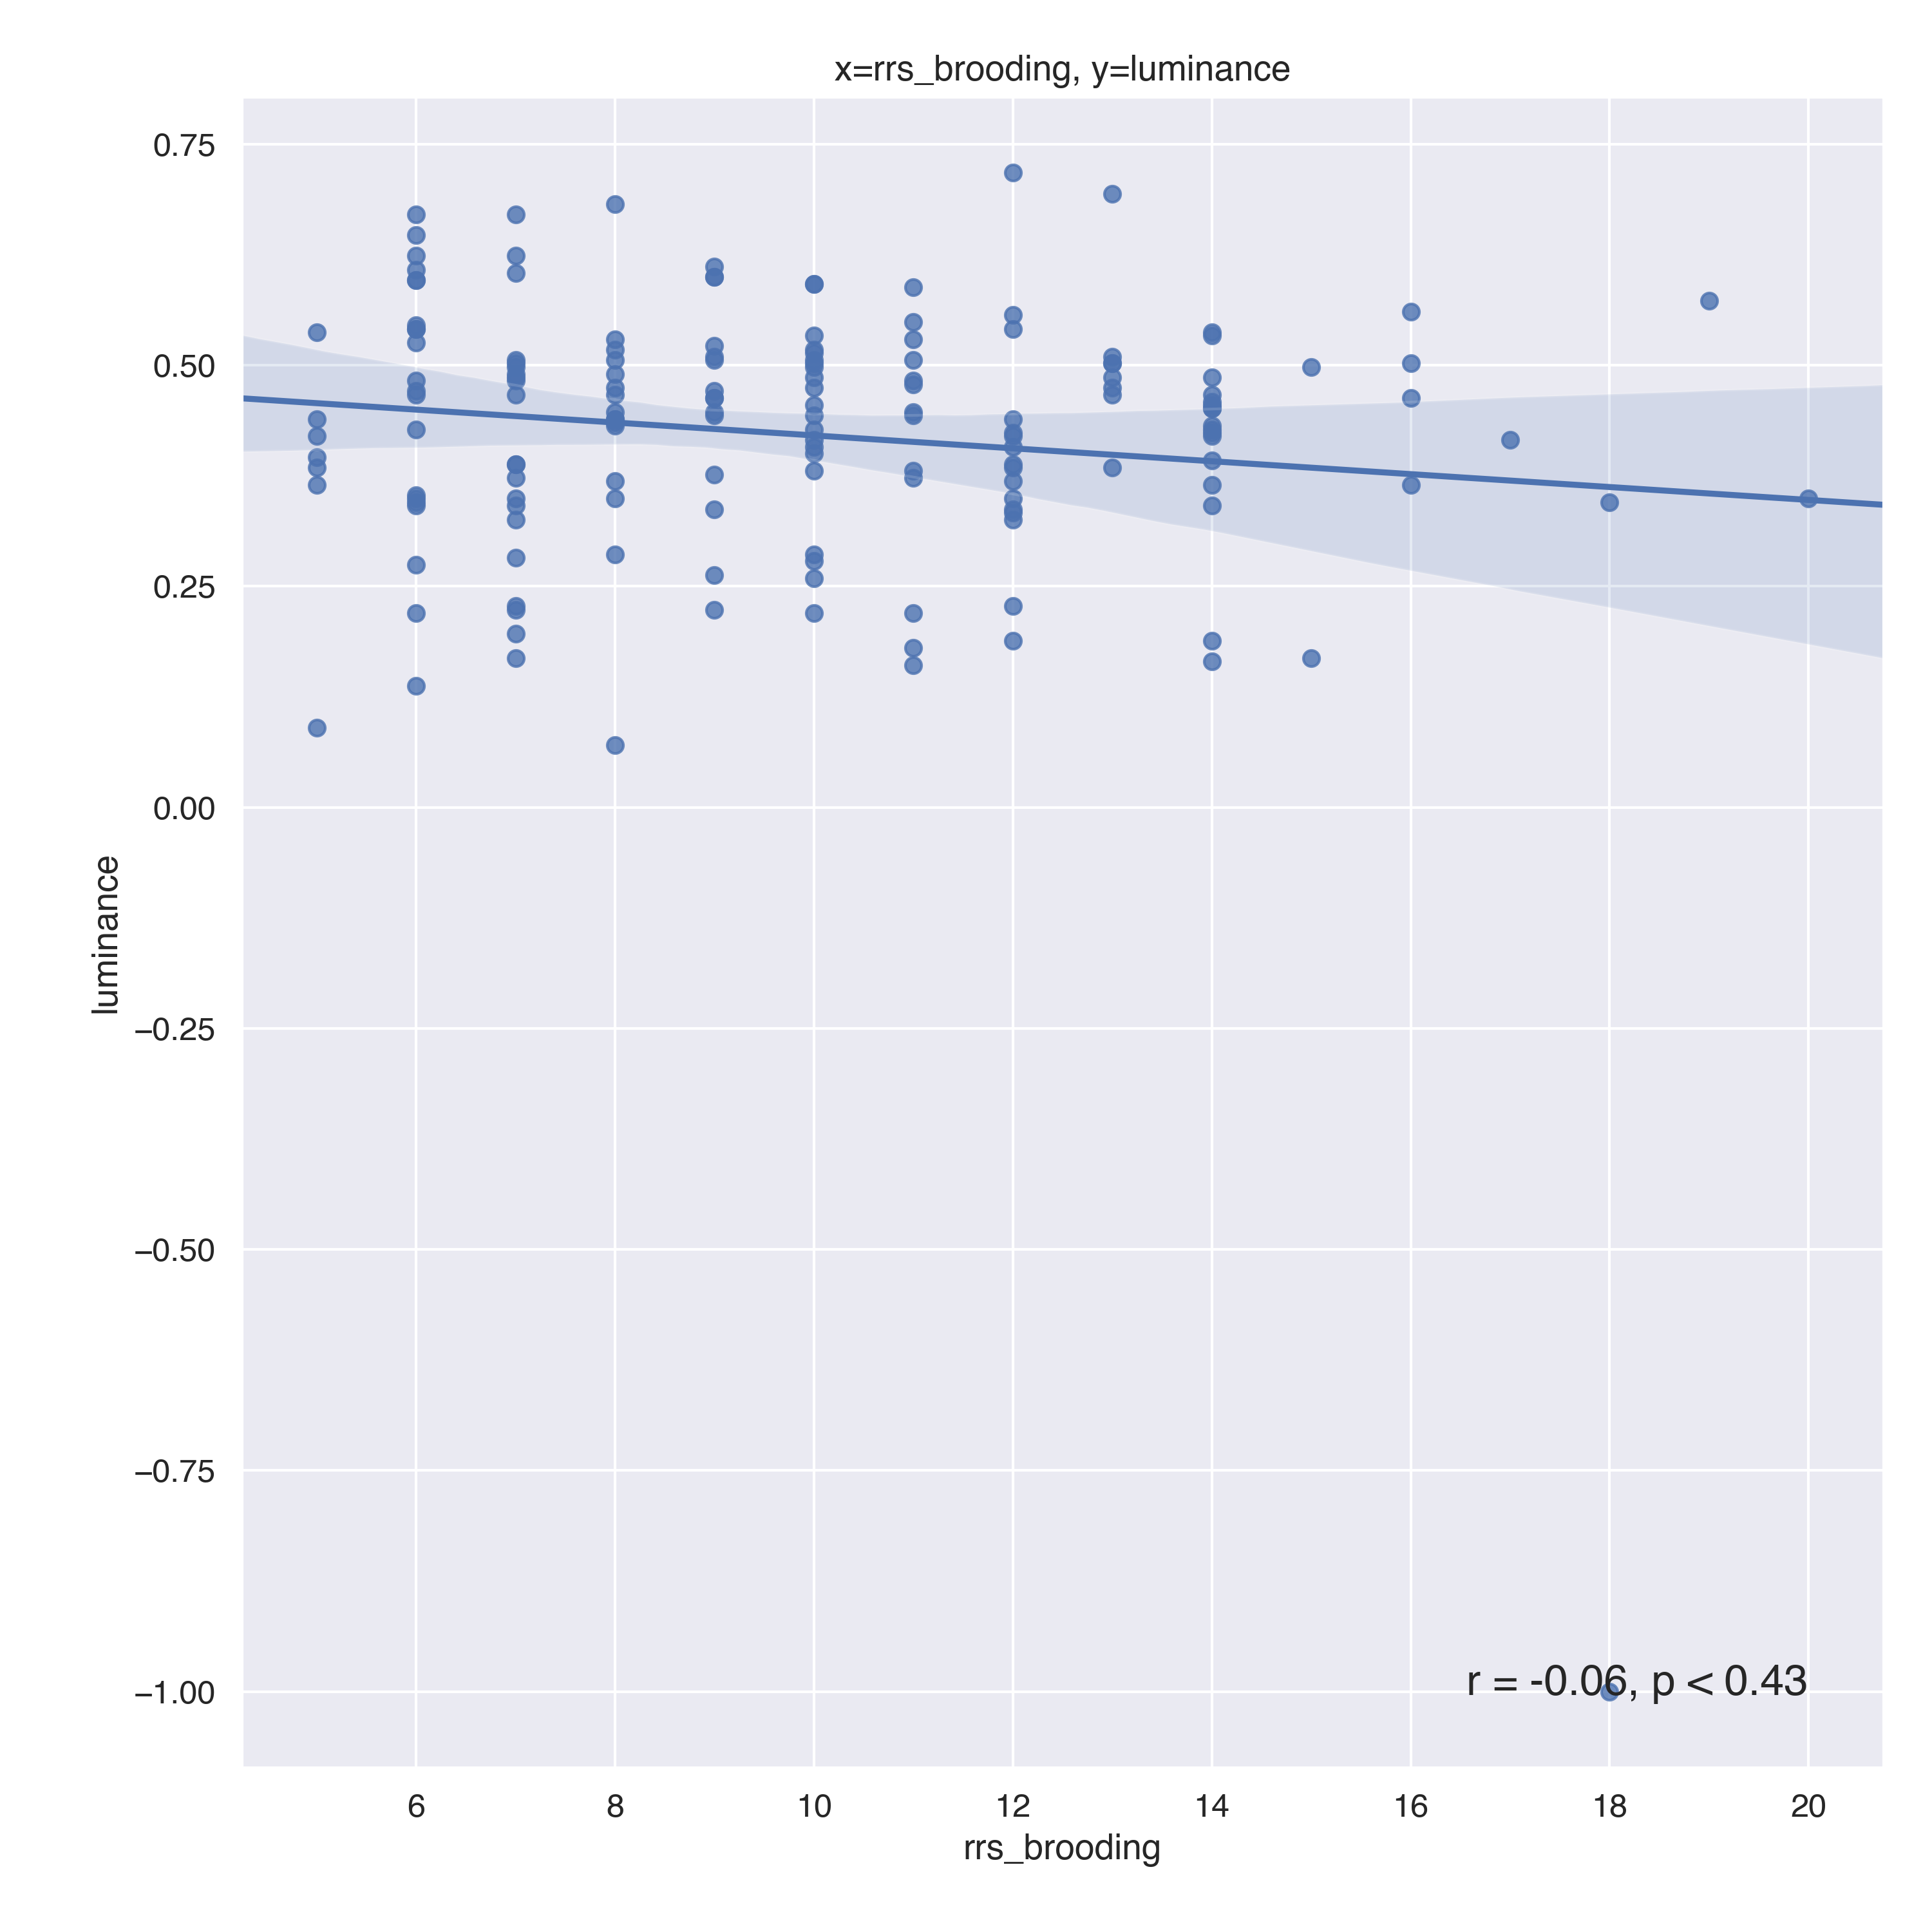 x=rrs_brooding, y=luminance
0.75
0.50
0.25
0.00
−0.25
−0.50
−0.75
−1.00
luminance
r = -0.06, p < 0.43
6 8 10 12 14 16 18 20
rrs_brooding